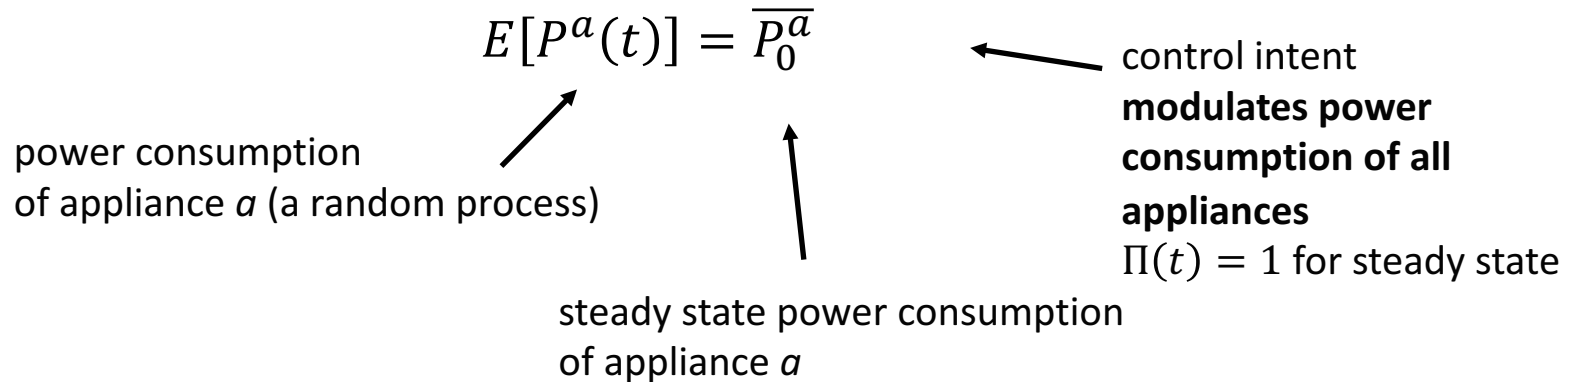 E[P^a(t)] = \overline{P_0^a}
control intent
modulates power
consumption of all
appliances
Π(t) = 1 for steady state
power consumption
of appliance a (a random process)
steady state power consumption
of appliance a